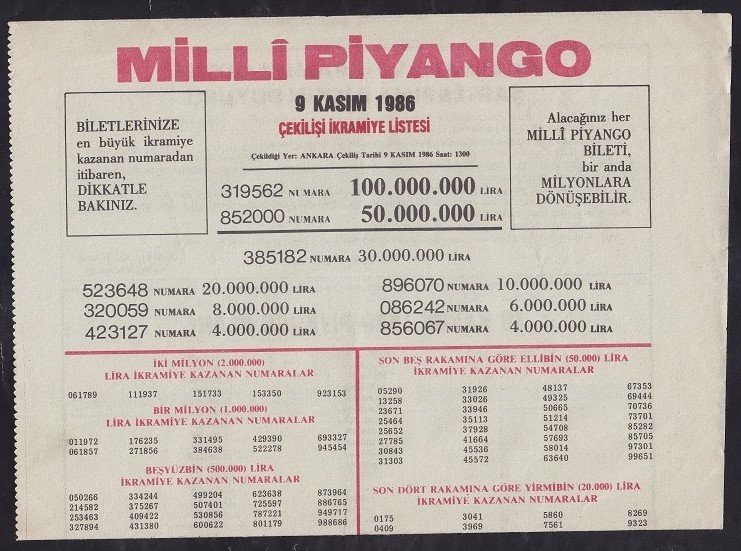 MİLLÎ PİYANGO
9 KASIM 1986
ÇEKİLİŞİ İKRAMİYE LİSTESİ
Çekildiği Yer: ANKARA Çekiliş Tarihi 9 KASIM 1986 Saat: 1300
BİLETLERİNİZE
en büyük ikramiye
kazanan numaradan
itibaren,
DİKKATLE
BAKINIZ.
Alacağınız her
MİLLÎ PİYANGO
BİLETİ,
bir anda
MİLYONLARA
DÖNÜŞEBİLİR.
319562 NUMARA 100.000.000 LİRA
852000 NUMARA 50.000.000 LİRA
385182 NUMARA 30.000.000 LİRA
523648 NUMARA 20.000.000 LİRA
320059 NUMARA 8.000.000 LİRA
423127 NUMARA 4.000.000 LİRA
896070 NUMARA 10.000.000 LİRA
086242 NUMARA 6.000.000 LİRA
856067 NUMARA 4.000.000 LİRA
İKİ MİLYON (2.000.000)
LİRA İKRAMİYE KAZANAN NUMARALAR
061789 111937 151733 153350 923153
BİR MİLYON (1.000.000)
LİRA İKRAMİYE KAZANAN NUMARALAR
011972 176235 331495 429390 693327
061857 271856 384638 522278 945454
BEŞYÜZBİN (500.000) LİRA
İKRAMİYE KAZANAN NUMARALAR
050266 334244 499204 623638 873964
214582 375267 507401 725597 886765
253463 409422 530856 787221 949717
327894 431380 600622 801179 988686
SON BEŞ RAKAMINA GÖRE ELLİBİN (50.000) LİRA
İKRAMİYE KAZANAN NUMARALAR
05290 31926 48137 67353
13258 33026 49325 69444
23671 33946 50665 70736
25464 35113 51214 73701
25652 37928 54708 85282
27785 41664 57693 85705
30843 45536 58014 97301
31303 45572 63640 99651
SON DÖRT RAKAMINA GÖRE YİRMİBİN (20.000) LİRA
İKRAMİYE KAZANAN NUMARALAR
0175 3041 5860 8269
0409 3969 7561 9323